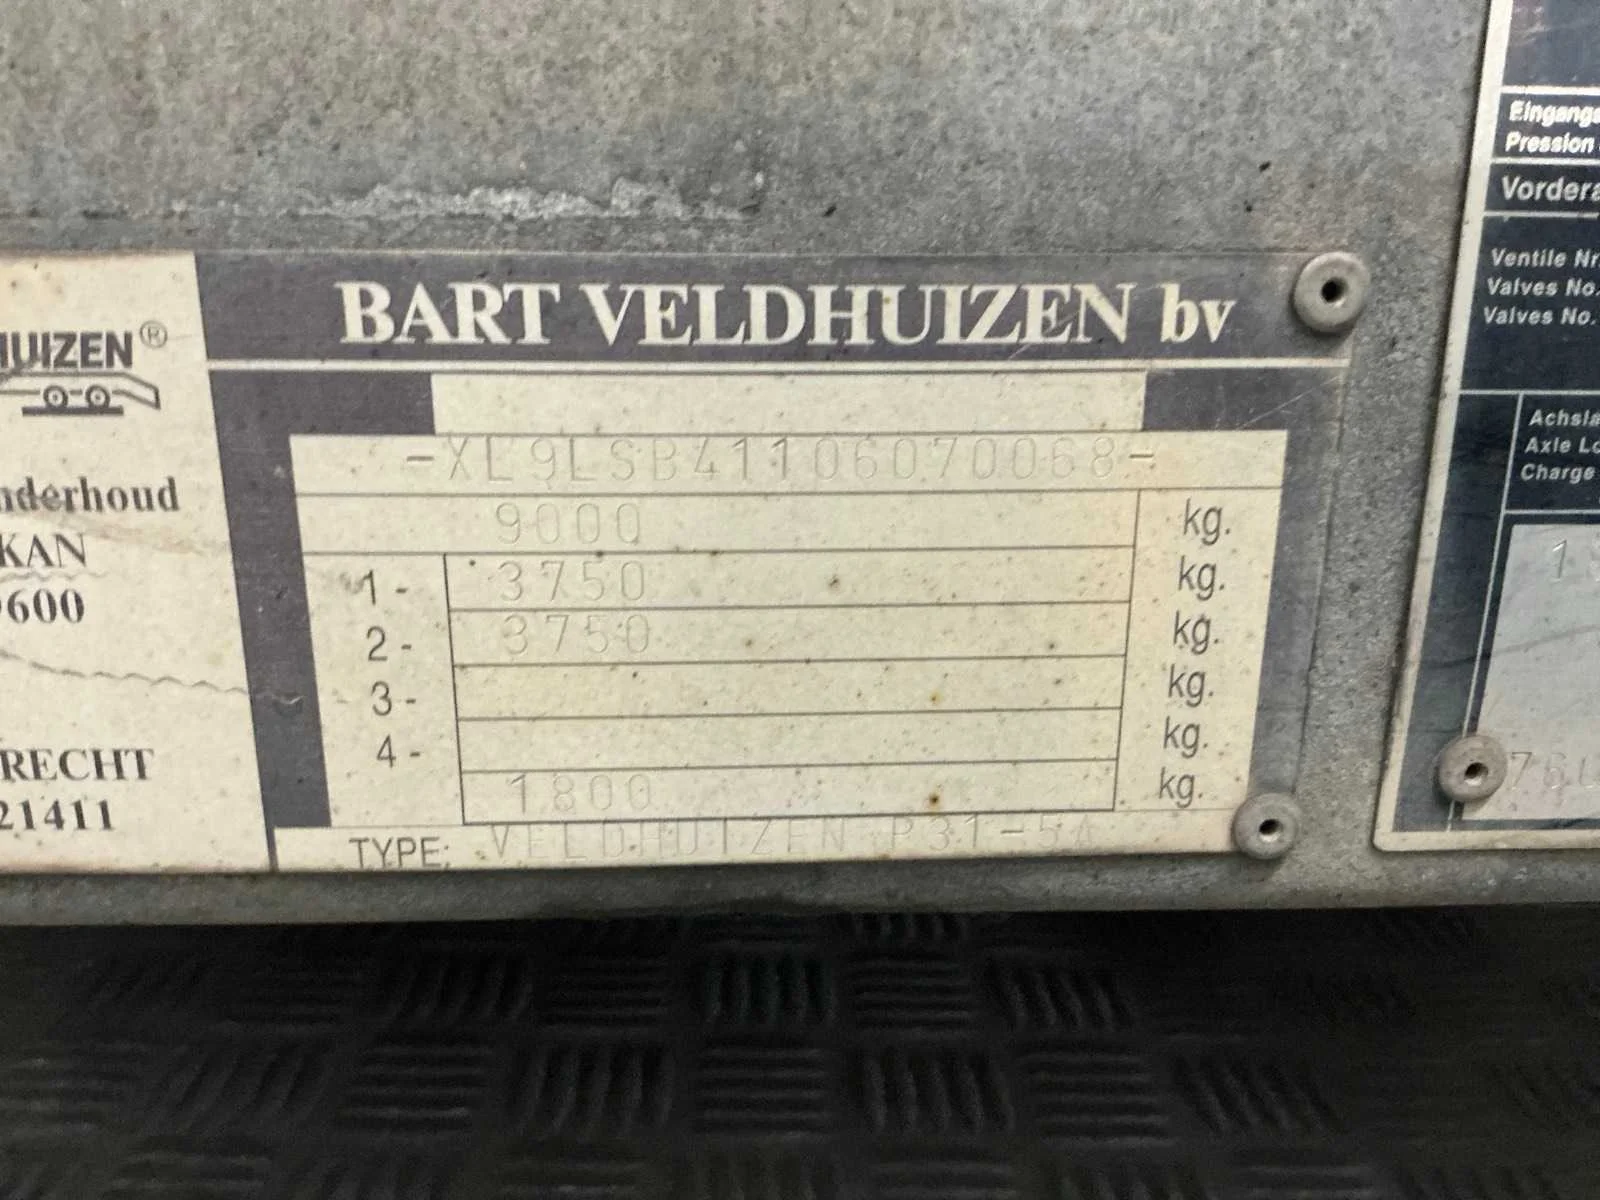 HUIZEN®
nderhoud
KAN
9600
RECHT
21411
BART VELDHUIZEN bv
-XL9LSB41106070068-
9000 kg.
1- 3750 kg.
2- 3750 kg.
3- kg.
4- kg.
1800 kg.
TYPE: VELDHUIZEN P31-5A
Eingangs
Pression
Vordera
Ventile Nr.
Valves No.
Valves No.
Achsla
Axle Lo
Charge